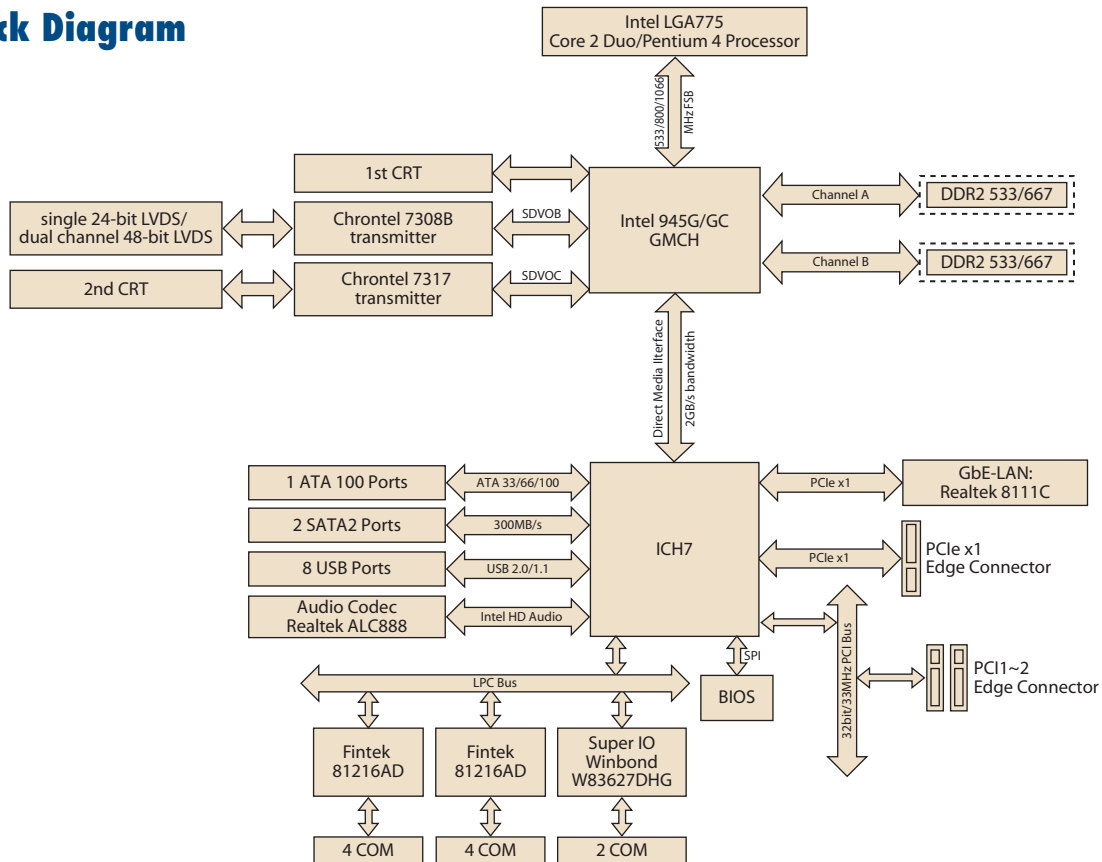 ck Diagram
Intel LGA775
Core 2 Duo/Pentium 4 Processor
533/800/1066
MHz FSB
1st CRT
single 24-bit LVDS/
dual channel 48-bit LVDS
Chrontel 7308B
transmitter
SDVOB
2nd CRT
Chrontel 7317
transmitter
SDVOC
Intel 945G/GC
GMCH
Channel A
DDR2 533/667
Channel B
DDR2 533/667
Direct Media IIterface
2GB/s bandwidth
1 ATA 100 Ports
ATA 33/66/100
2 SATA2 Ports
300MB/s
8 USB Ports
USB 2.0/1.1
Audio Codec
Realtek ALC888
Intel HD Audio
ICH7
PCIe x1
GbE-LAN:
Realtek 8111C
PCIe x1
PCIe x1
Edge Connector
32bit/33MHz PCI Bus
PCI1~2
Edge Connector
SPI
BIOS
LPC Bus
Fintek
81216AD
Fintek
81216AD
Super IO
Winbond
W83627DHG
4 COM
4 COM
2 COM